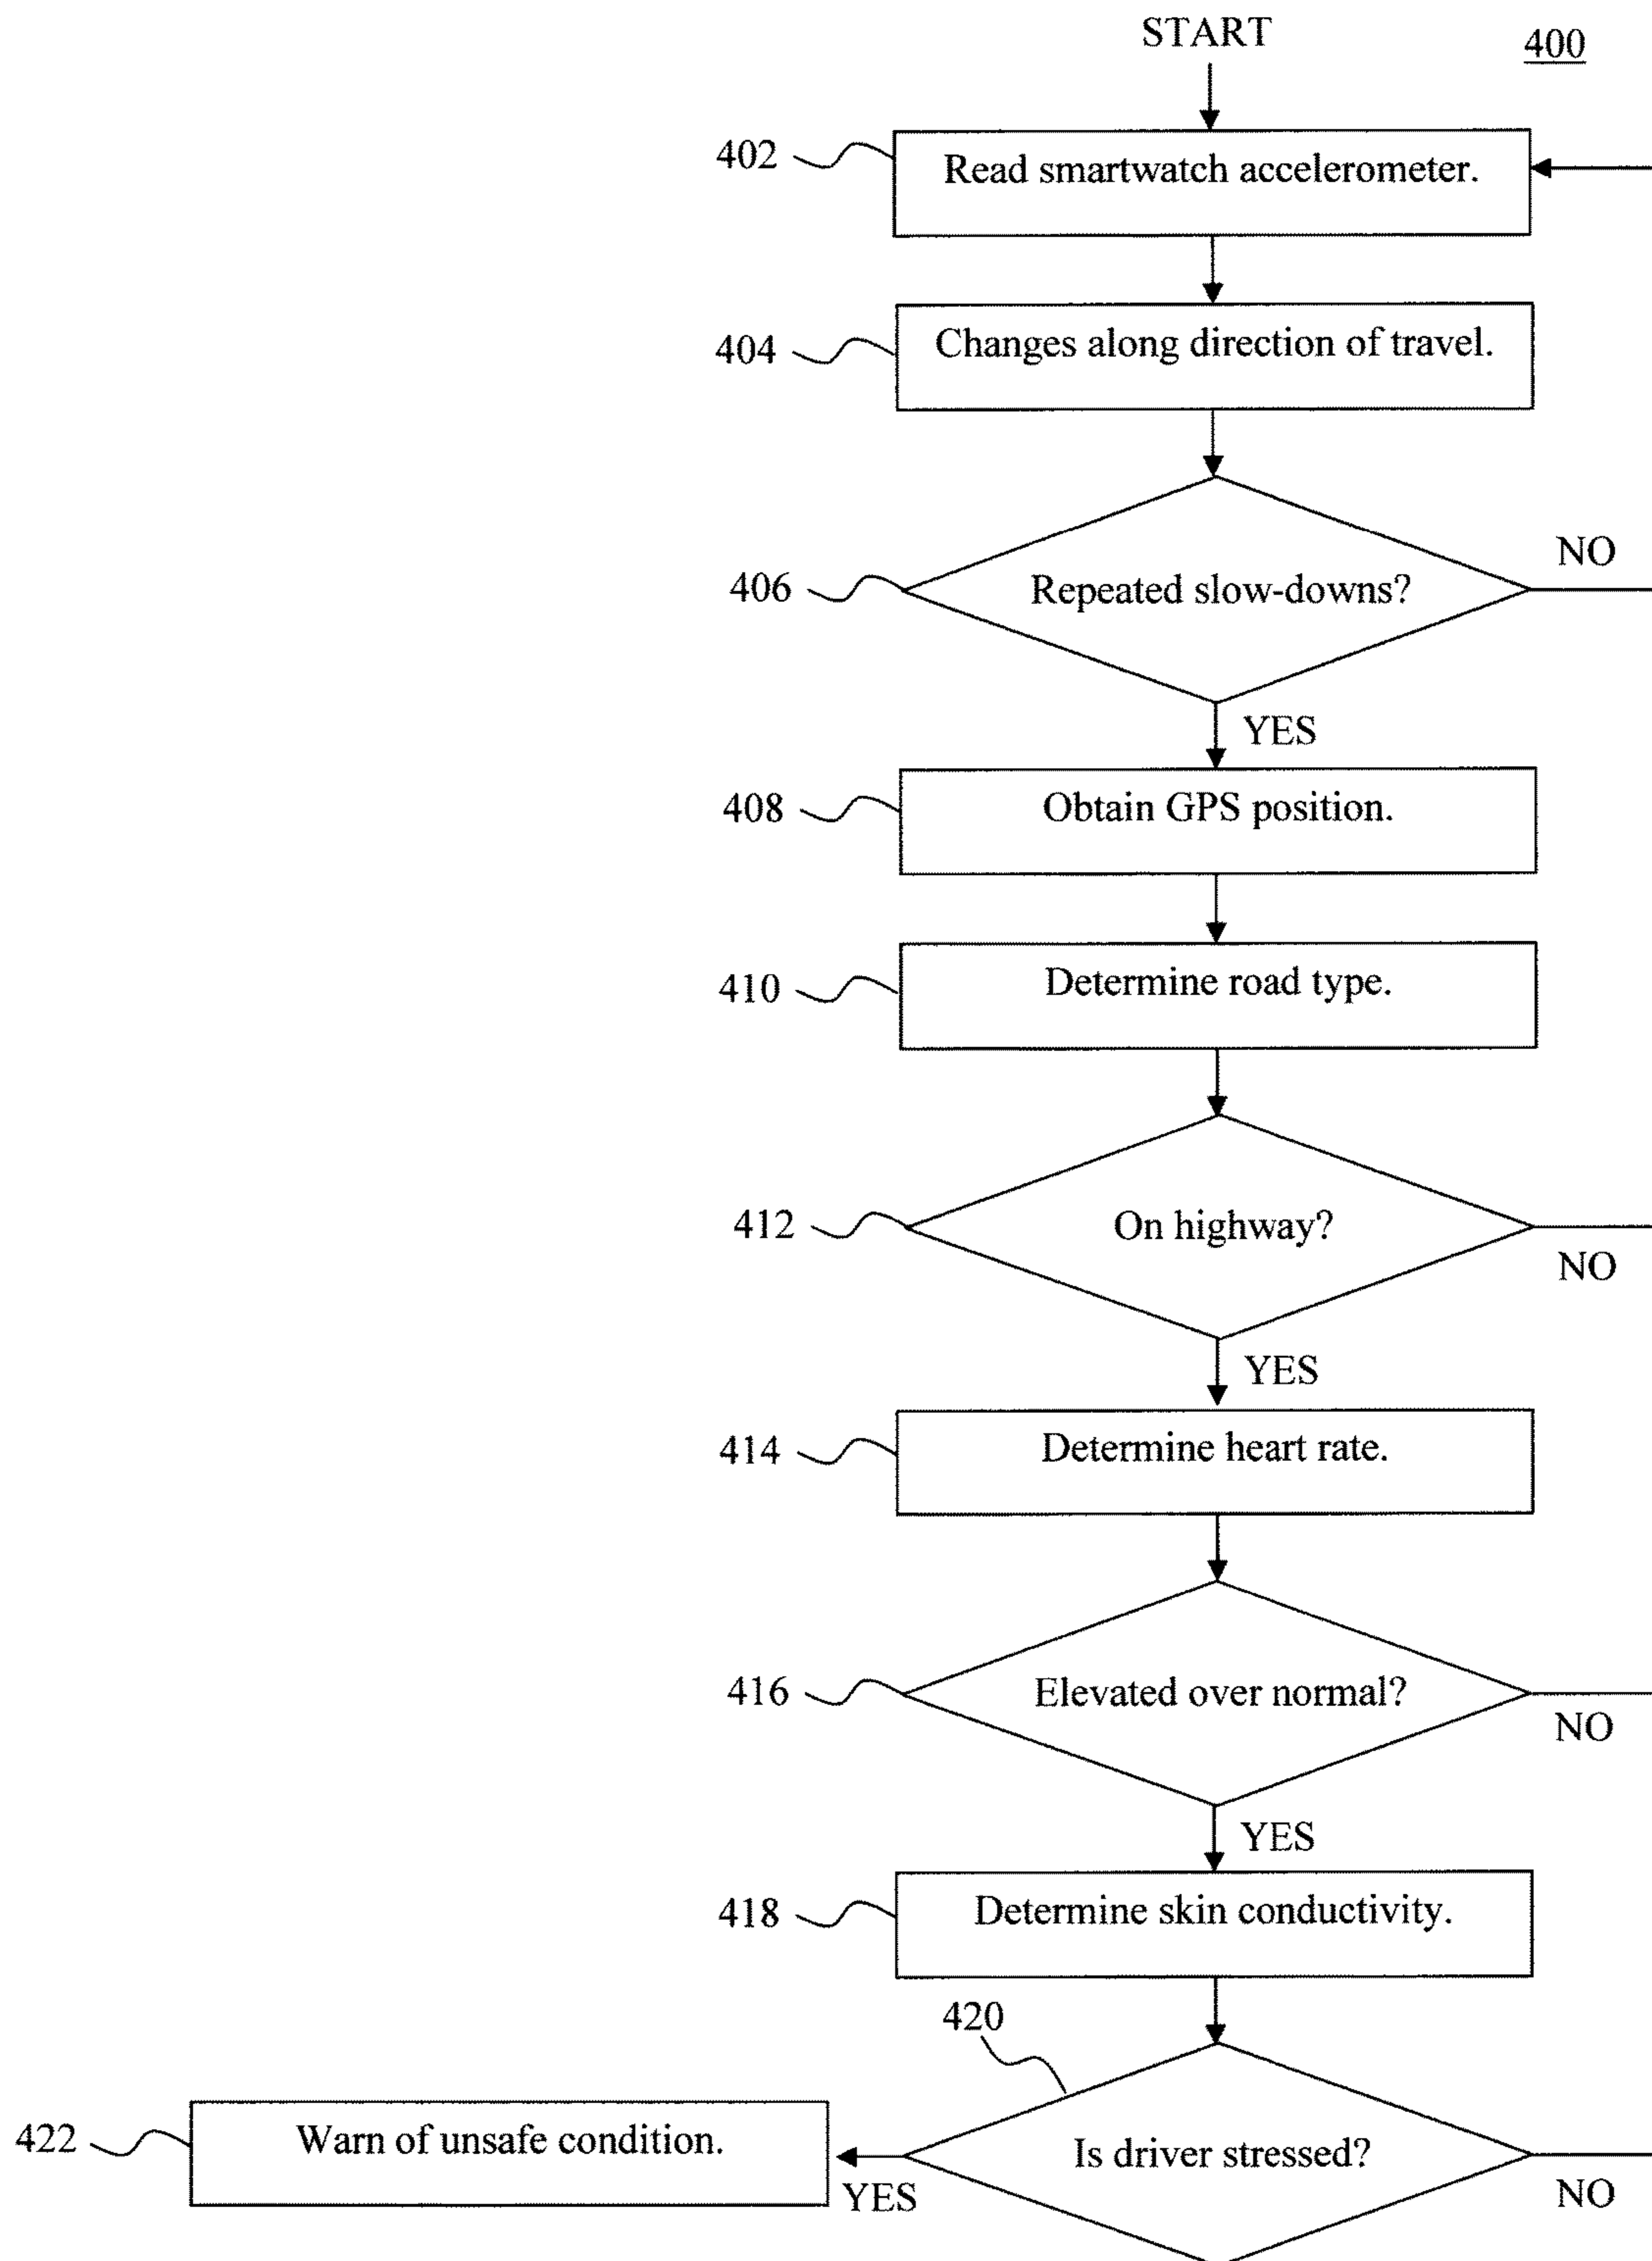 START
400
402
Read smartwatch accelerometer.
404
Changes along direction of travel.
406
Repeated slow-downs?
NO
YES
408
Obtain GPS position.
410
Determine road type.
412
On highway?
NO
YES
414
Determine heart rate.
416
Elevated over normal?
NO
YES
418
Determine skin conductivity.
420
422
Warn of unsafe condition.
YES
Is driver stressed?
NO